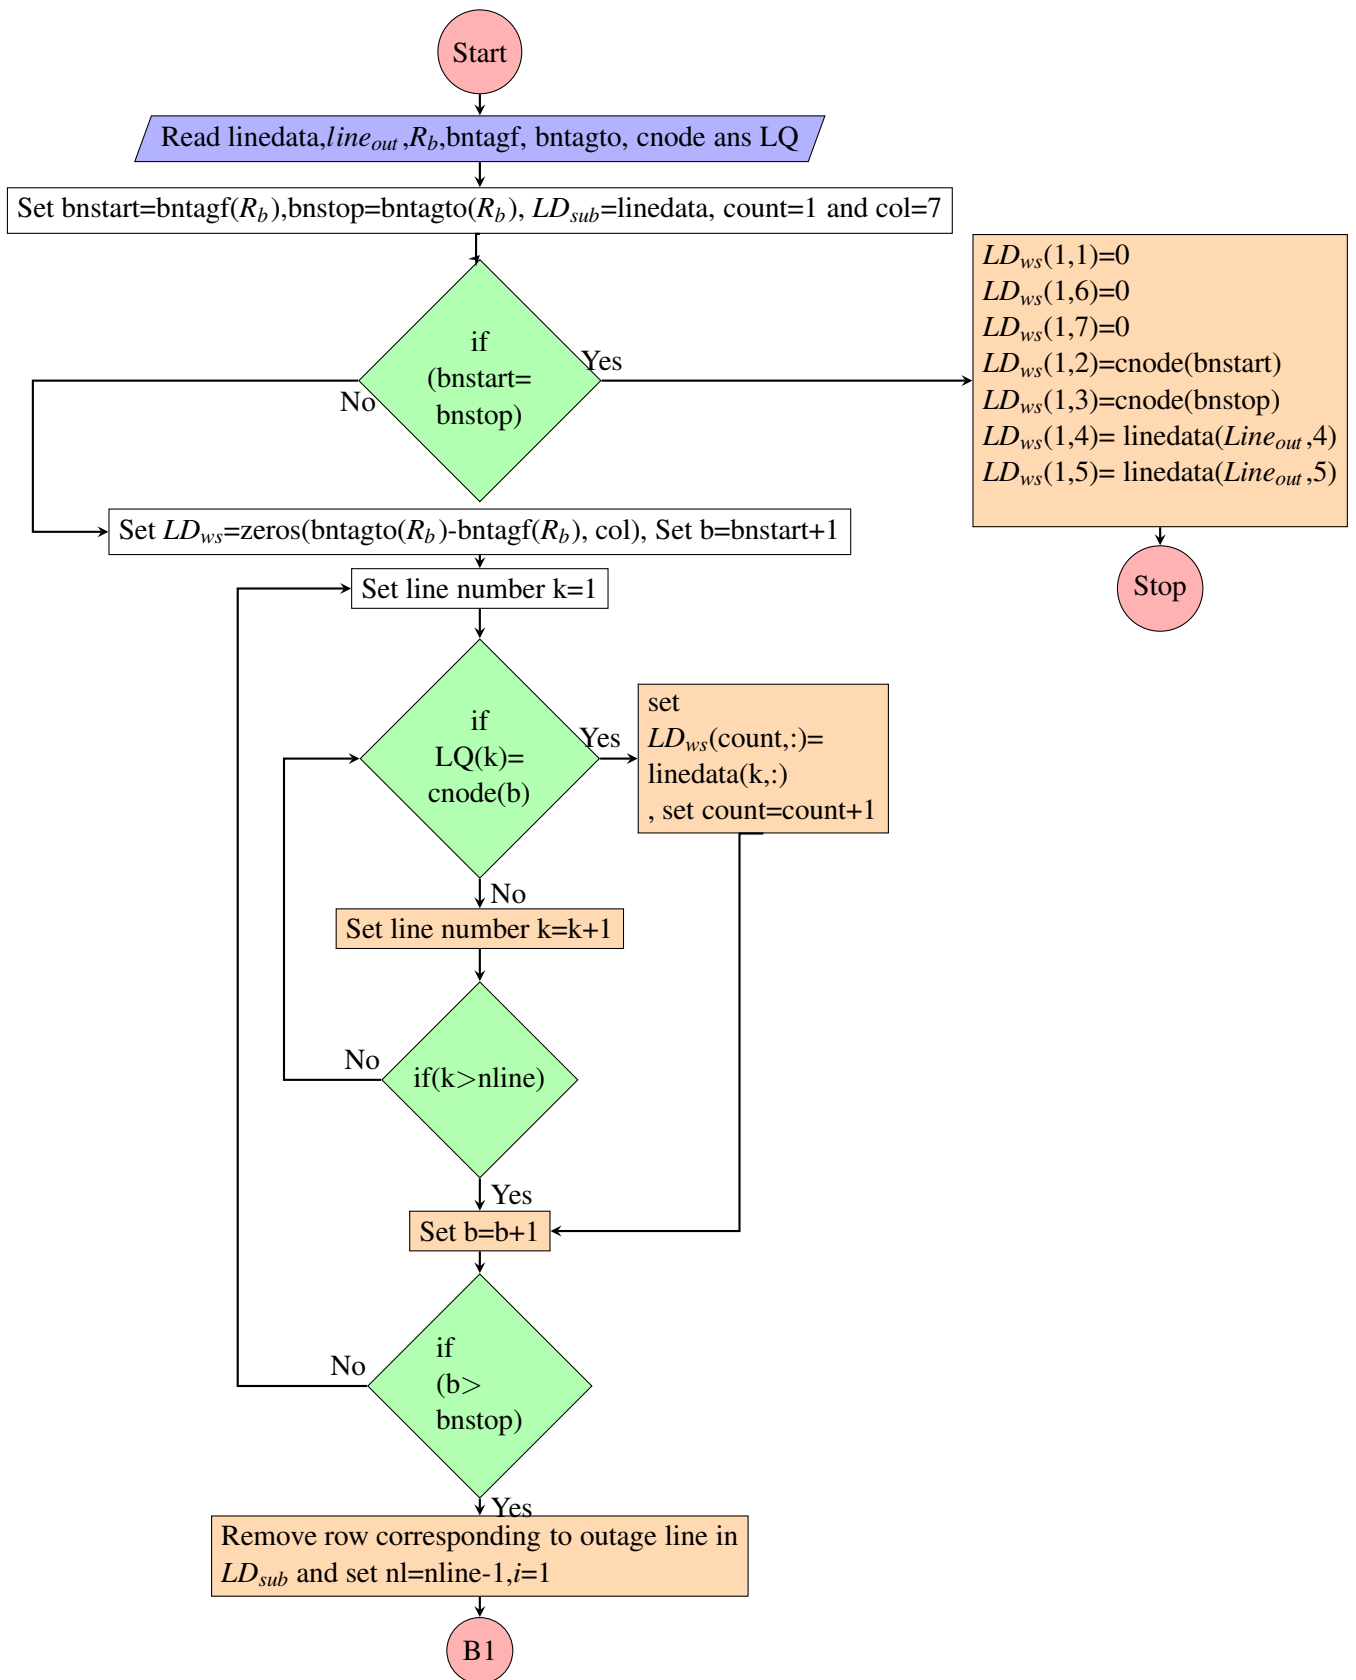 Start
Read linedata,line_out,R_b,bntagf, bntagto, cnode ans LQ
Set bnstart=bntagf(R_b),bnstop=bntagto(R_b), LD_sub=linedata, count=1 and col=7
if
(bnstart=
bnstop)
Yes
No
LD_ws(1,1)=0
LD_ws(1,6)=0
LD_ws(1,7)=0
LD_ws(1,2)=cnode(bnstart)
LD_ws(1,3)=cnode(bnstop)
LD_ws(1,4)= linedata(Line_out,4)
LD_ws(1,5)= linedata(Line_out,5)
Stop
Set LD_ws=zeros(bntagto(R_b)-bntagf(R_b), col), Set b=bnstart+1
Set line number k=1
if
LQ(k)=
cnode(b)
Yes
set
LD_ws(count,:)=
linedata(k,:)
, set count=count+1
No
Set line number k=k+1
if(k>nline)
No
Yes
Set b=b+1
if
(b>
bnstop)
No
Yes
Remove row corresponding to outage line in
LD_sub and set nl=nline-1,i=1
B1